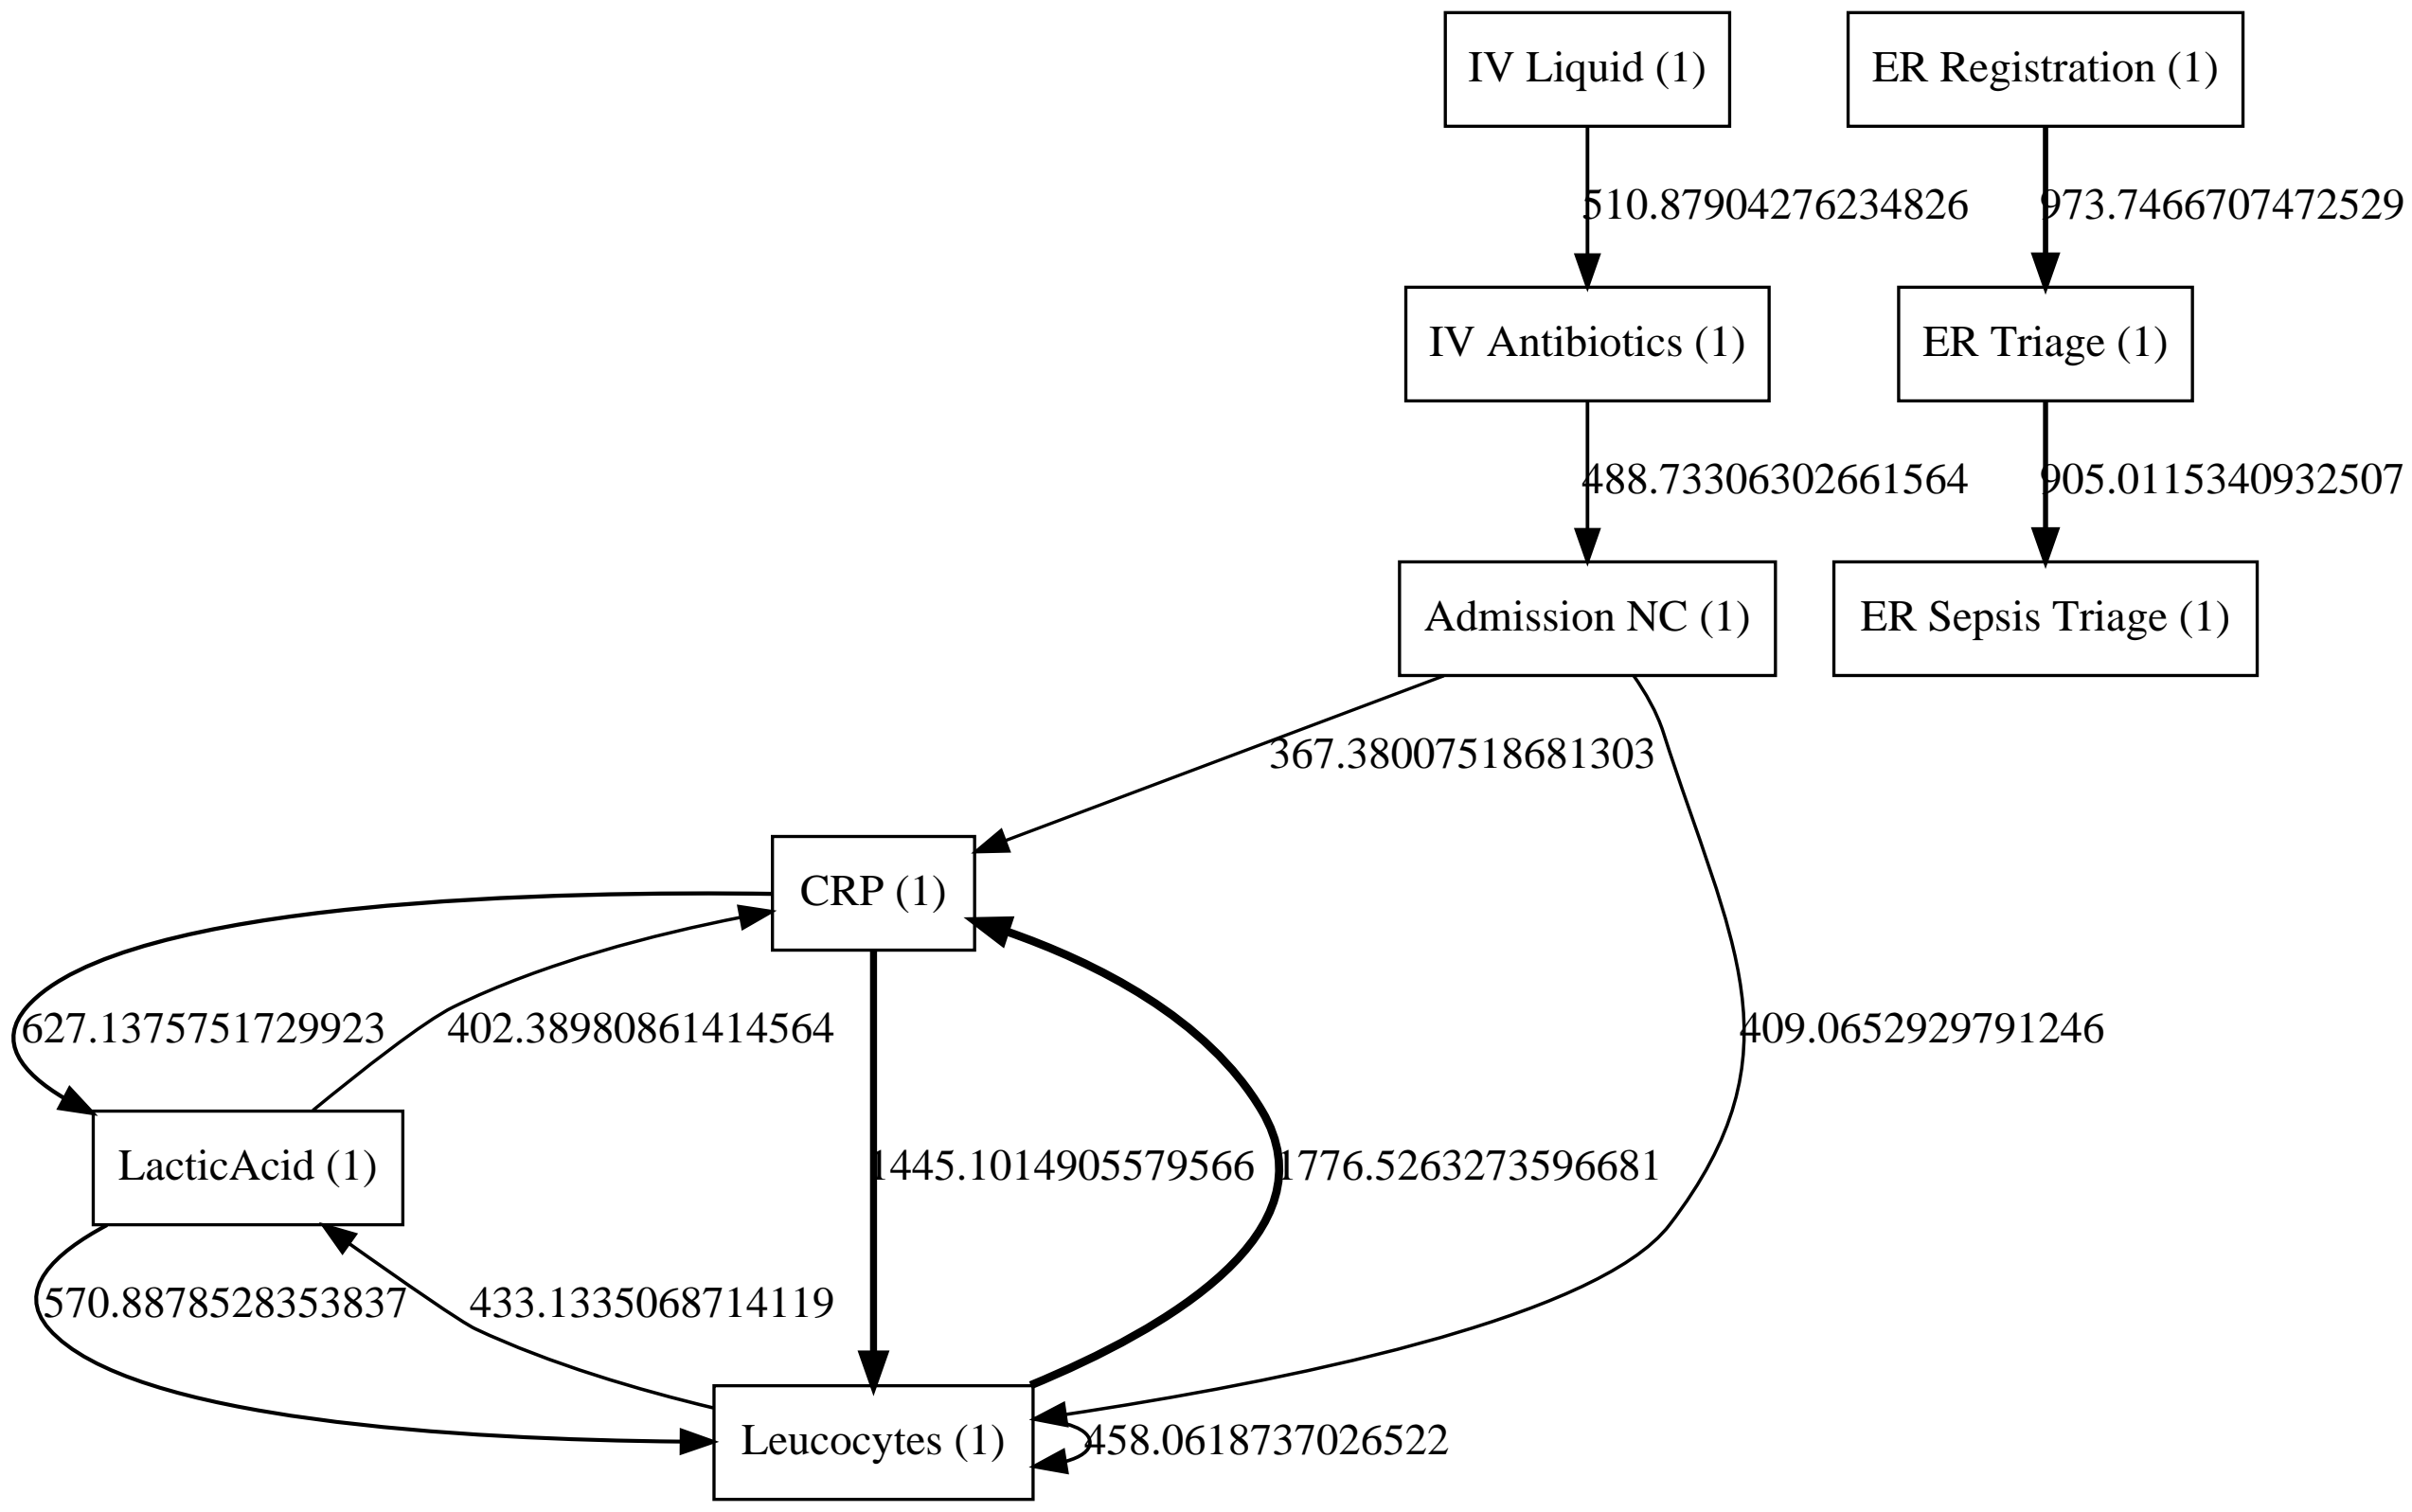 IV Liquid (1)
ER Registration (1)
510.87904276234826
973.7466707472529
IV Antibiotics (1)
ER Triage (1)
488.73306302661564
905.0115340932507
Admission NC (1)
ER Sepsis Triage (1)
367.38007518681303
CRP (1)
627.1375751729923
402.38980861414564
409.0652929791246
LacticAcid (1)
1445.1014905579566
1776.5263273596681
570.8878528353837
433.1335068714119
Leucocytes (1)
458.0618737026522